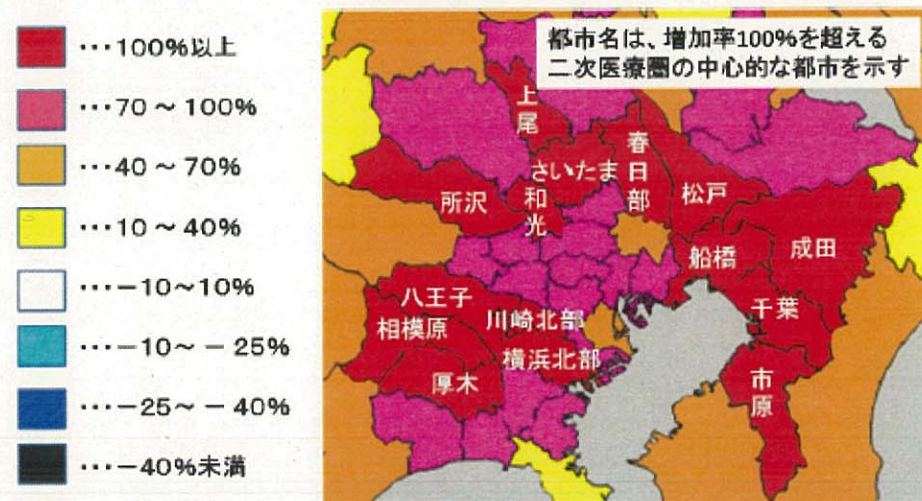 …100%以上
…70～100%
…40～70%
…10～40%
…－10～10%
…－10～－25%
…－25～－40%
…－40%未満
都市名は、増加率100%を超える
二次医療圏の中心的な都市を示す
上尾
春日部
さいたま
松戸
所沢
和光
船橋
成田
八王子
千葉
相模原
川崎北部
横浜北部
厚木
市原